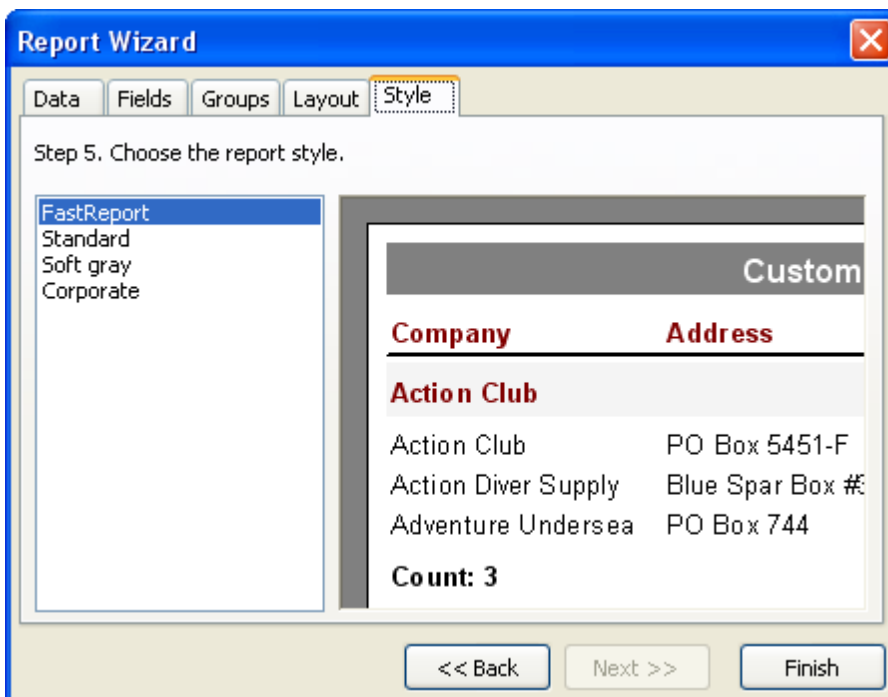 Report Wizard
Data Fields Groups Layout Style
Step 5. Choose the report style.
FastReport
Standard
Soft gray
Corporate
Custom
Company Address
Action Club
Action Club PO Box 5451-F
Action Diver Supply Blue Spar Box #
Adventure Undersea PO Box 744
Count: 3
<< Back Next >> Finish